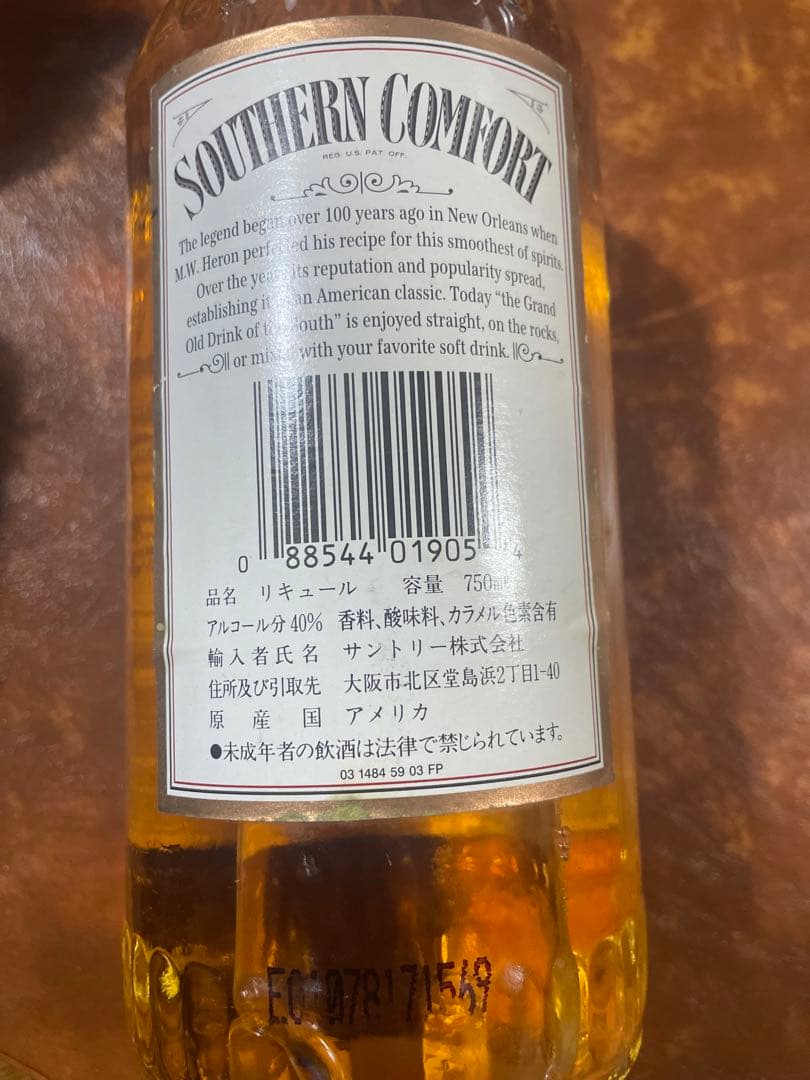 SOUTHERN COMFORT
REG. U.S. PAT. OFF.
The legend began over 100 years ago in New Orleans when
M.W. Heron perfected his recipe for this smoothest of spirits.
Over the years its reputation and popularity spread,
establishing it an American classic. Today “the Grand
Old Drink of the South” is enjoyed straight, on the rocks,
or mixed with your favorite soft drink.
0 88544 01905 4
品名 リキュール 容量 750mℓ
アルコール分 40% 香料、酸味料、カラメル色素含有
輸入者氏名 サントリー株式会社
住所及び引取先 大阪市北区堂島浜2丁目1-40
原産国 アメリカ
●未成年者の飲酒は法律で禁じられています。
03 1484 59 03 FP